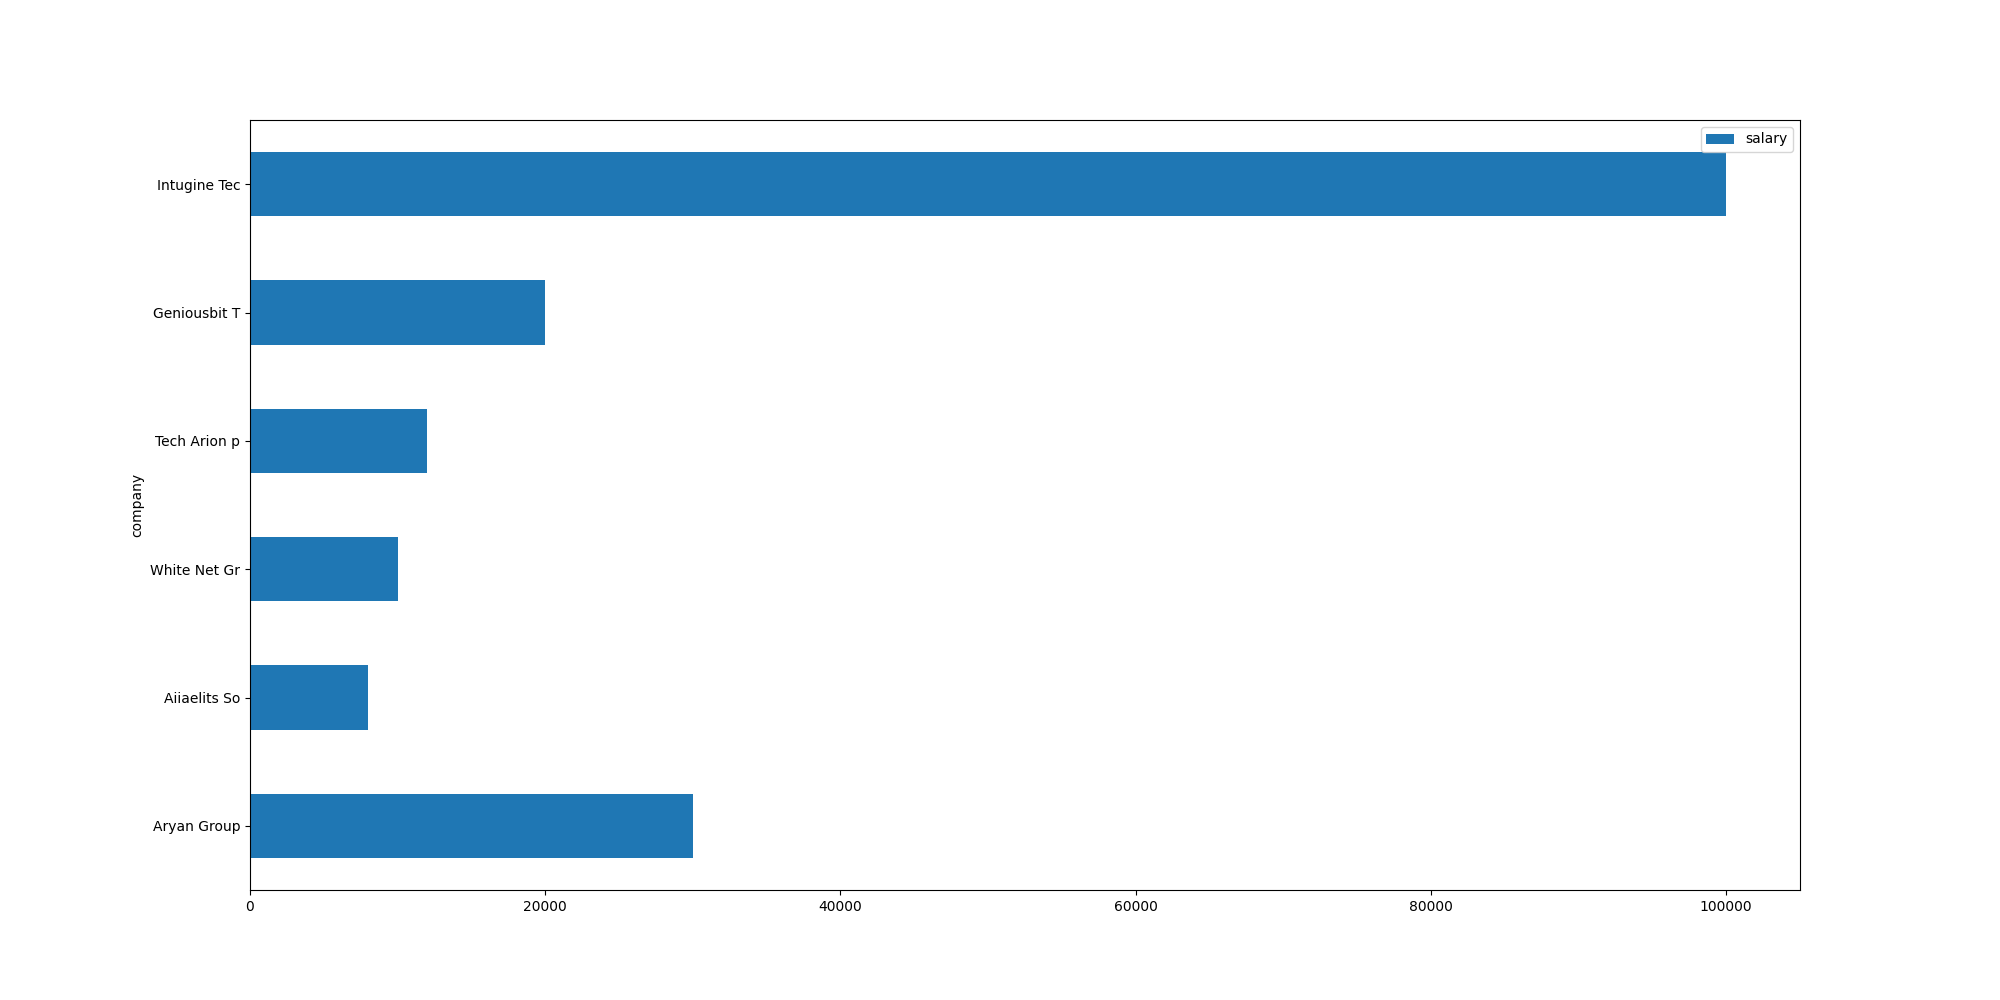 salary
Intugine Tec
Geniousbit T
Tech Arion p
White Net Gr
Aiiaelits So
Aryan Group
company
0 20000 40000 60000 80000 100000